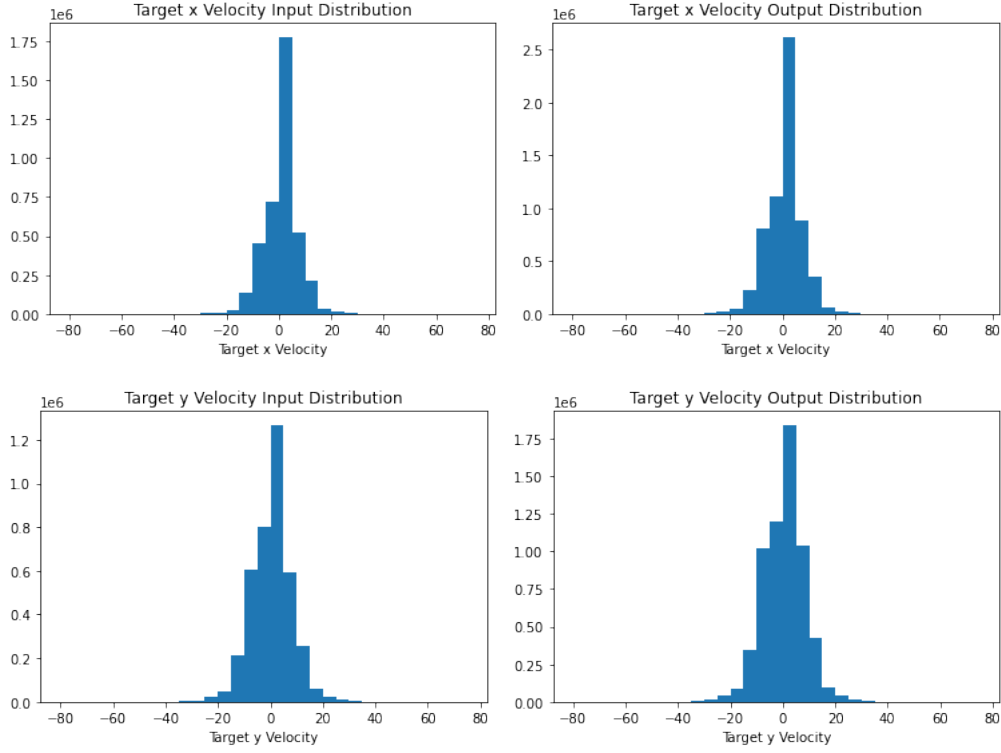 Target x Velocity Input Distribution
1e6
1.75
1.50
1.25
1.00
0.75
0.50
0.25
0.00
−80 −60 −40 −20 0 20 40 60 80
Target x Velocity
Target x Velocity Output Distribution
1e6
2.5
2.0
1.5
1.0
0.5
0.0
−80 −60 −40 −20 0 20 40 60 80
Target x Velocity
Target y Velocity Input Distribution
1e6
1.2
1.0
0.8
0.6
0.4
0.2
0.0
−80 −60 −40 −20 0 20 40 60 80
Target y Velocity
Target y Velocity Output Distribution
1e6
1.75
1.50
1.25
1.00
0.75
0.50
0.25
0.00
−80 −60 −40 −20 0 20 40 60 80
Target y Velocity